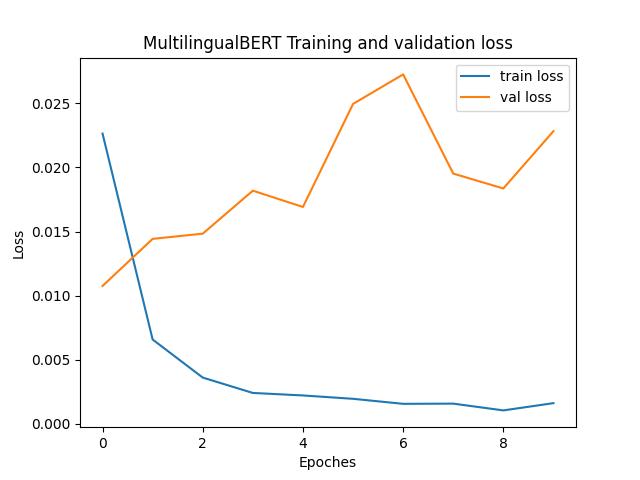 MultilingualBERT Training and validation loss
train loss
val loss
0.025
0.020
0.015
0.010
0.005
0.000
Loss
0 2 4 6 8
Epoches